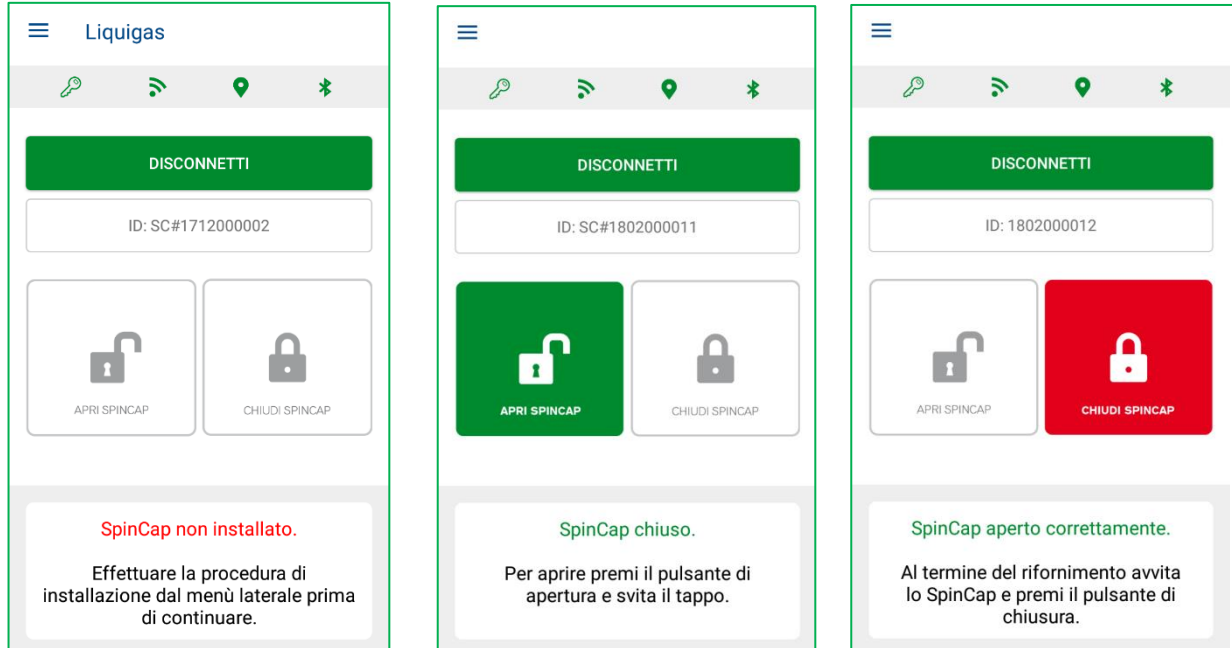 Liquigas
DISCONNETTI
ID: SC#1712000002
APRI SPINCAP
CHIUDI SPINCAP
SpinCap non installato.
Effettuare la procedura di
installazione dal menù laterale prima
di continuare.
DISCONNETTI
ID: SC#1802000011
APRI SPINCAP
CHIUDI SPINCAP
SpinCap chiuso.
Per aprire premi il pulsante di
apertura e svita il tappo.
DISCONNETTI
ID: 1802000012
APRI SPINCAP
CHIUDI SPINCAP
SpinCap aperto correttamente.
Al termine del rifornimento avvita
lo SpinCap e premi il pulsante di
chiusura.